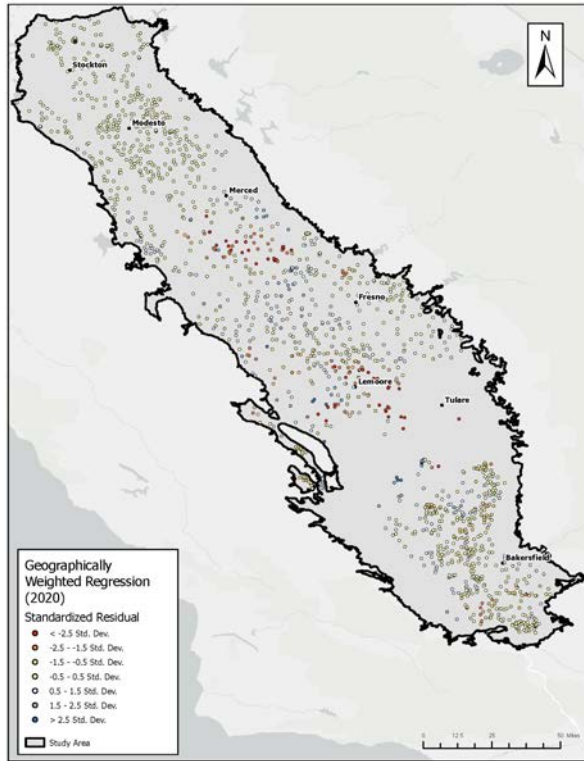 N
Stockton
Modesto
Merced
Fresno
Lemoore
Tulare
Bakersfield
Geographically
Weighted Regression
(2020)
Standardized Residual
< -2.5 Std. Dev.
-2.5 - -1.5 Std. Dev.
-1.5 - -0.5 Std. Dev.
-0.5 - 0.5 Std. Dev.
0.5 - 1.5 Std. Dev.
1.5 - 2.5 Std. Dev.
> 2.5 Std. Dev.
Study Area
0 12.5 25 50 Miles